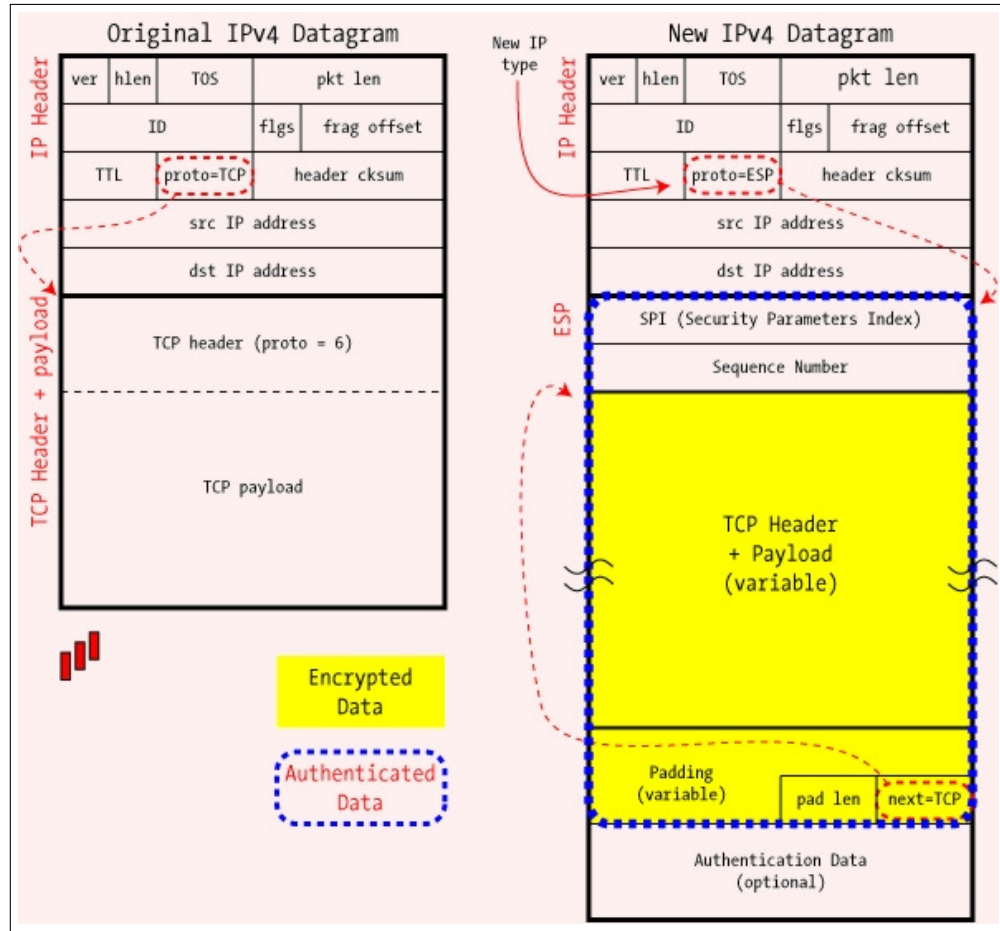 Original IPv4 Datagram
IP Header
ver hlen TOS pkt len
ID flgs frag offset
TTL proto=TCP header cksum
src IP address
dst IP address
TCP Header + payload
TCP header (proto = 6)
TCP payload
Encrypted
Data
Authenticated
Data
New IPv4 Datagram
New IP
type
IP Header
ver hlen TOS pkt len
ID flgs frag offset
TTL proto=ESP header cksum
src IP address
dst IP address
ESP
SPI (Security Parameters Index)
Sequence Number
TCP Header
+ Payload
(variable)
Padding
(variable)
pad len next=TCP
Authentication Data
(optional)